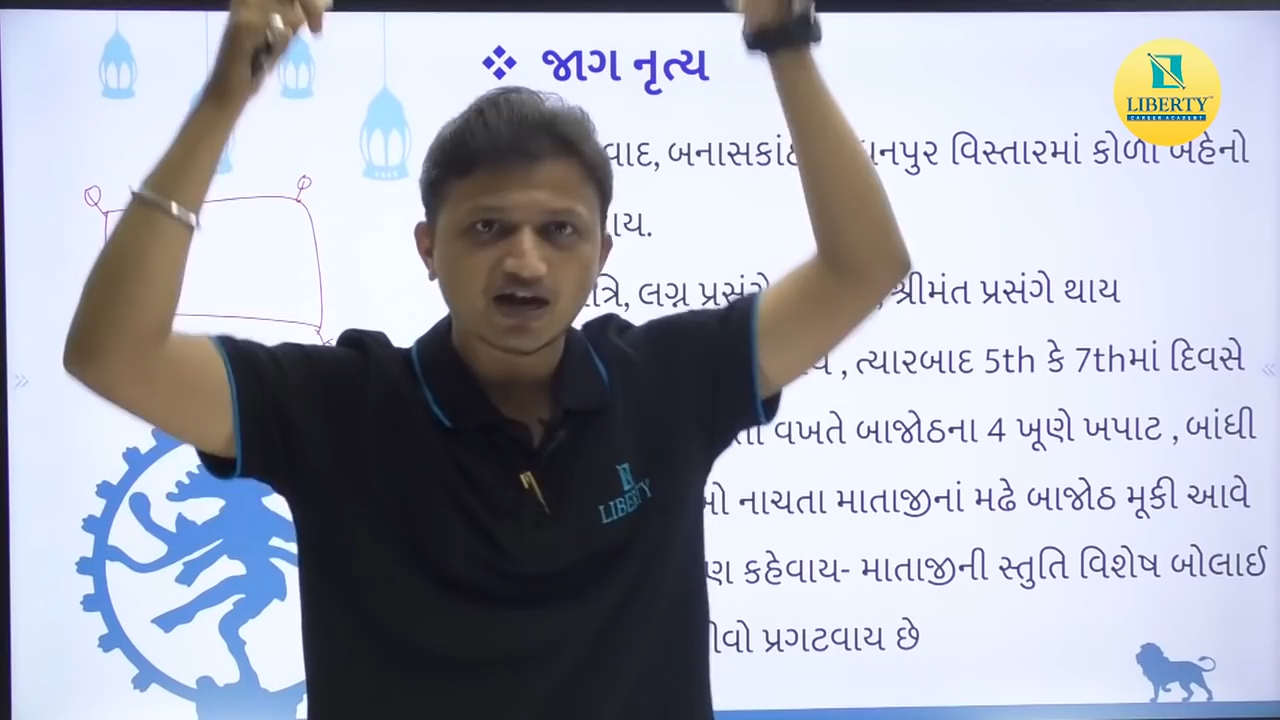 ❖ જાગ નૃત્ય
LIBERTY
CAREER ACADEMY
બનાસકાં
વિસ્તારમાં કોળી બહેનો
લગ્ન પ્રસંગે શ્રીમંત પ્રસંગે થાય
, ત્યારબાદ 5th કે 7thમાં દિવસે
વખતે બાજોઠના 4 ખૂણે ખપાટ , બાંધી
નાચતા માતાજીનાં મઢે બાજોઠ મૂકી આવે
કહેવાય- માતાજીની સ્તુતિ વિશેષ બોલાઈ
પ્રગટવાય છે
LIBERTY